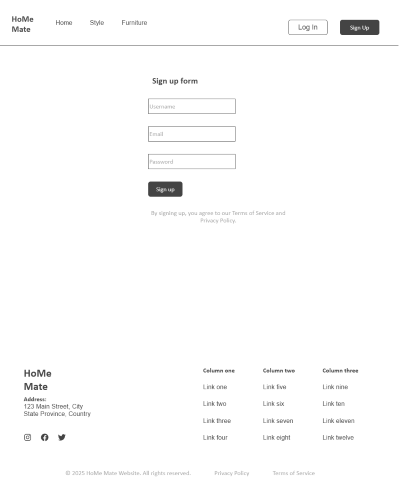 HoMe
Mate
Home Style Furniture
Log In
Sign Up
Sign up form
Username
Email
Password
Sign up
By signing up, you agree to our Terms of Service and
Privacy Policy.
HoMe
Mate
Address:
123 Main Street, City
State Province, Country
Column one
Link one
Link two
Link three
Link four
Column two
Link five
Link six
Link seven
Link eight
Column three
Link nine
Link ten
Link eleven
Link twelve
© 2025 HoMe Mate Website. All rights reserved. Privacy Policy Terms of Service